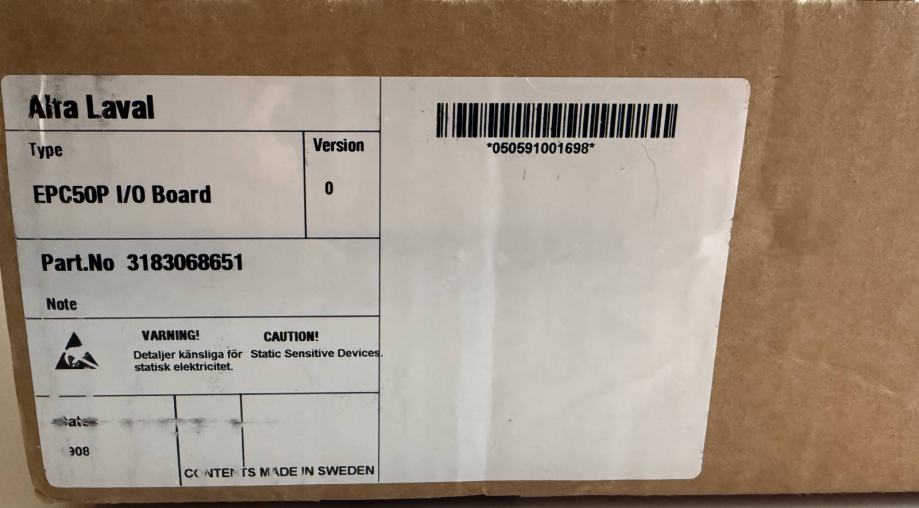 Alfa Laval
*050591001698*
Type
Version
EPC50P I/O Board
0
Part.No 3183068651
Note
VARNING!
CAUTION!
Detaljer känsliga för
statisk elektricitet.
Static Sensitive Devices.
Date
908
CONTENTS MADE IN SWEDEN